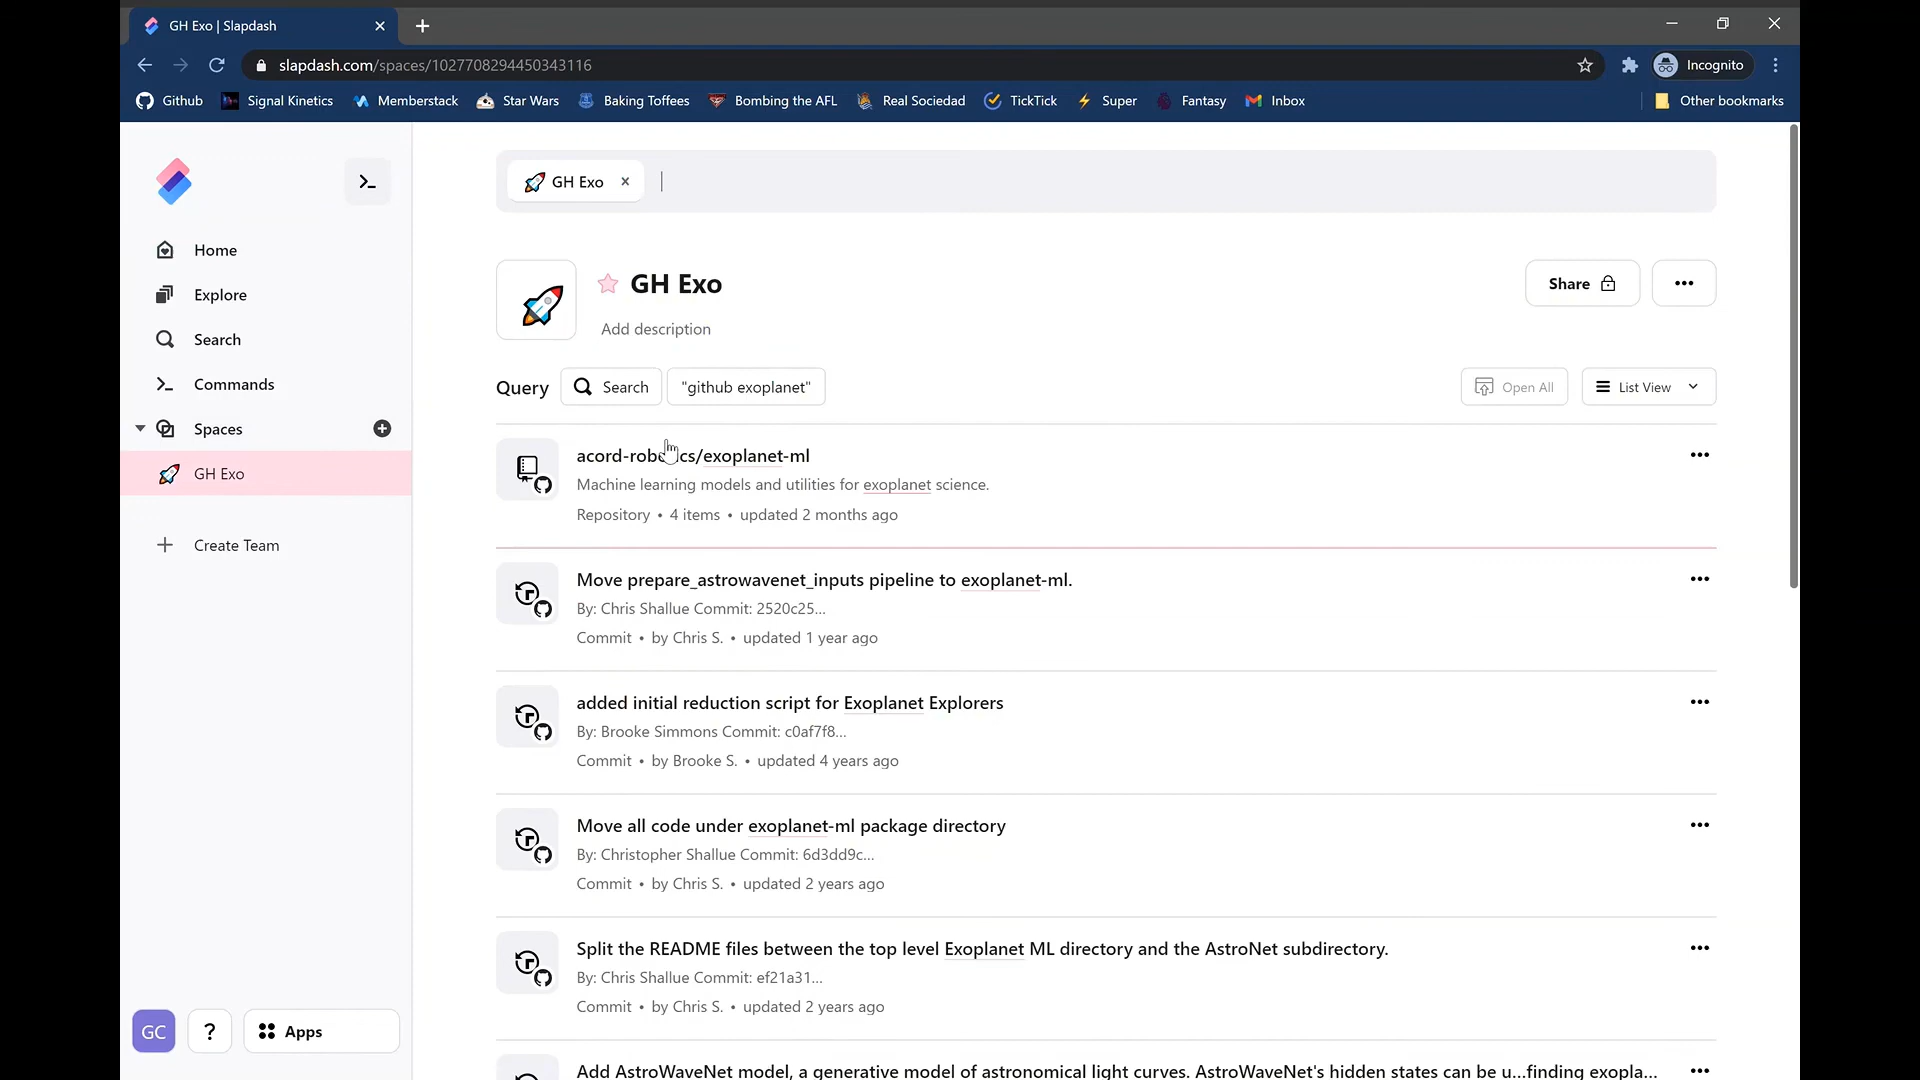 GH Exo | Slapdash
slapdash.com/spaces/1027708294450343116
Incognito
Github
Signal Kinetics
Memberstack
Star Wars
Baking Toffees
Bombing the AFL
Real Sociedad
TickTick
Super
Fantasy
Inbox
Other bookmarks
Home
Explore
Search
Commands
Spaces
GH Exo
Create Team
GC
?
Apps
GH Exo
GH Exo
Add description
Share
Query
Search
"github exoplanet"
Open All
List View
acord-robotics/exoplanet-ml
Machine learning models and utilities for exoplanet science.
Repository • 4 items • updated 2 months ago
Move prepare_astrowavenet_inputs pipeline to exoplanet-ml.
By: Chris Shallue Commit: 2520c25...
Commit • by Chris S. • updated 1 year ago
added initial reduction script for Exoplanet Explorers
By: Brooke Simmons Commit: c0af7f8...
Commit • by Brooke S. • updated 4 years ago
Move all code under exoplanet-ml package directory
By: Christopher Shallue Commit: 6d3dd9c...
Commit • by Chris S. • updated 2 years ago
Split the README files between the top level Exoplanet ML directory and the AstroNet subdirectory.
By: Chris Shallue Commit: ef21a31...
Commit • by Chris S. • updated 2 years ago
Add AstroWaveNet model, a generative model of astronomical light curves. AstroWaveNet's hidden states can be u...finding exopla...